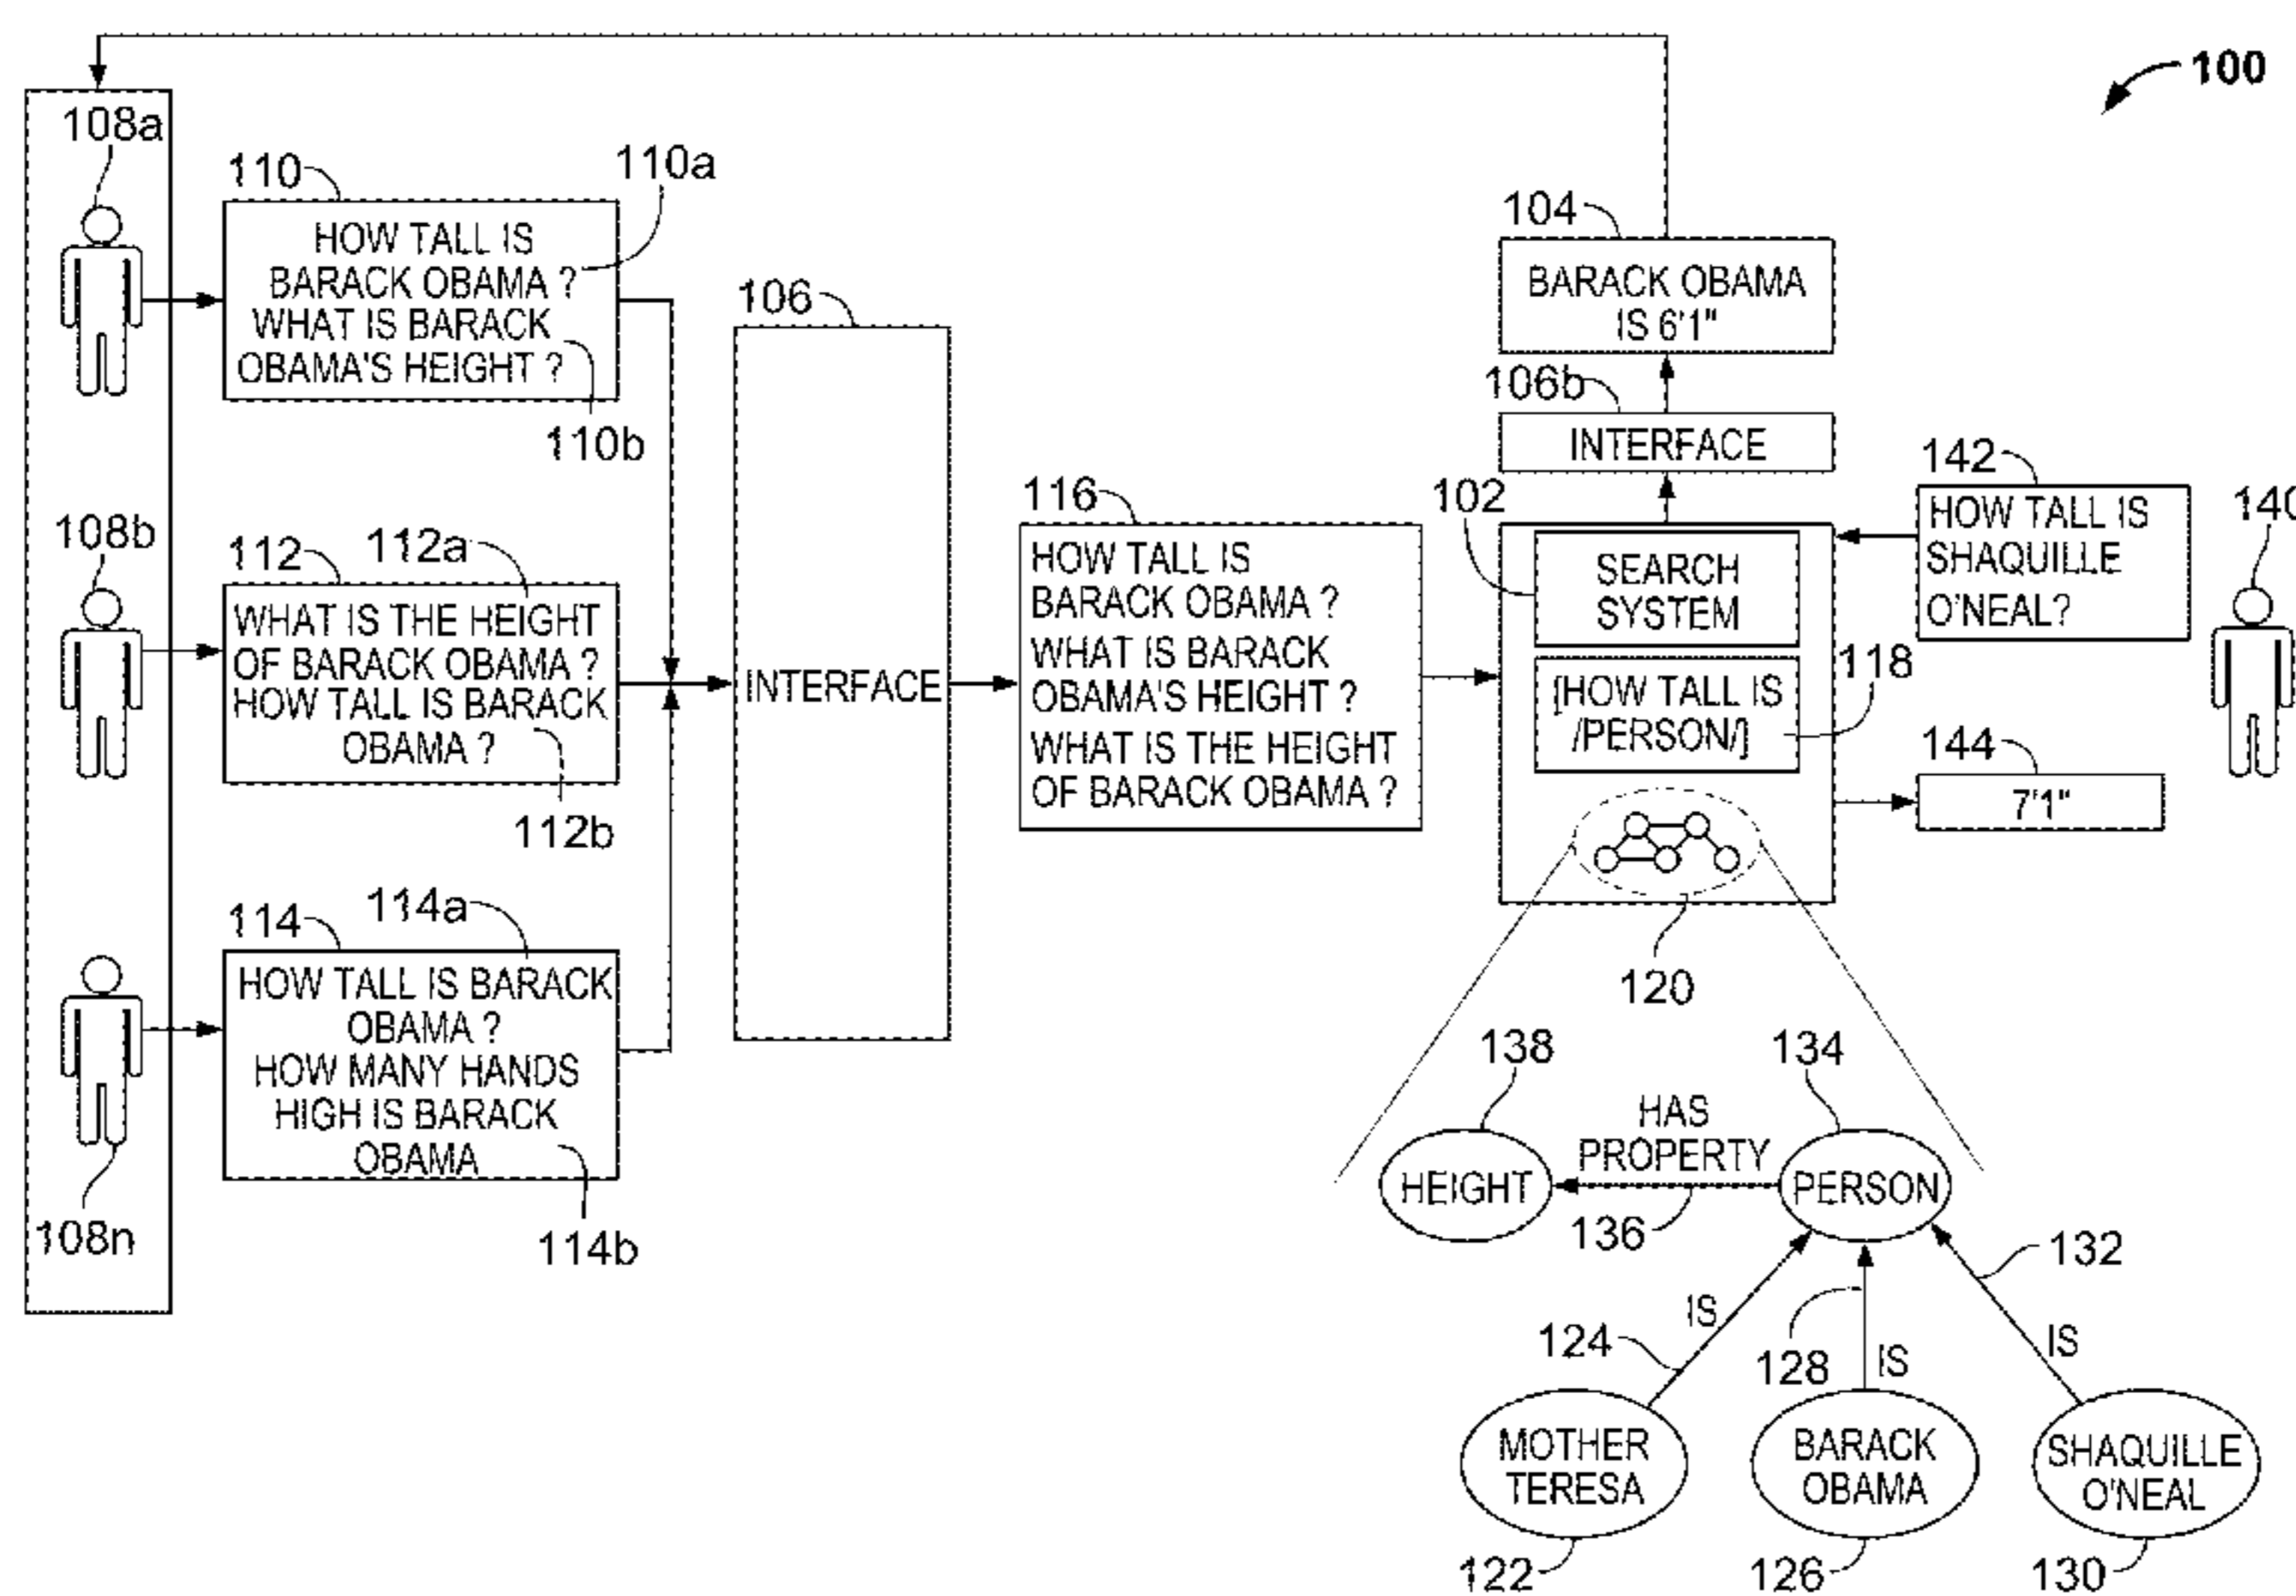 100
108a
110
110a
HOW TALL IS
BARACK OBAMA ?
WHAT IS BARACK
OBAMA'S HEIGHT ?
110b
108b
112
112a
WHAT IS THE HEIGHT
OF BARACK OBAMA ?
HOW TALL IS BARACK
OBAMA ?
112b
114
114a
HOW TALL IS BARACK
OBAMA ?
HOW MANY HANDS
HIGH IS BARACK
OBAMA
114b
108n
106
INTERFACE
116
HOW TALL IS
BARACK OBAMA ?
WHAT IS BARACK
OBAMA'S HEIGHT ?
WHAT IS THE HEIGHT
OF BARACK OBAMA ?
104
BARACK OBAMA
IS 6'1"
106b
INTERFACE
102
SEARCH
SYSTEM
[HOW TALL IS
/PERSON/]
118
120
142
HOW TALL IS
SHAQUILLE
O'NEAL?
140
144
7'1"
138
HEIGHT
HAS
PROPERTY
136
134
PERSON
132
IS
124
IS
128
IS
MOTHER
TERESA
122
BARACK
OBAMA
126
SHAQUILLE
O'NEAL
130